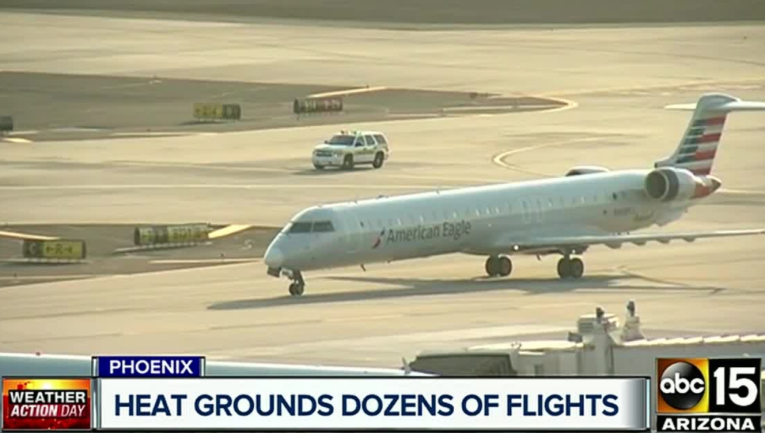 American Eagle
PHOENIX
WEATHER
ACTION DAY
HEAT GROUNDS DOZENS OF FLIGHTS
abc 15
ARIZONA